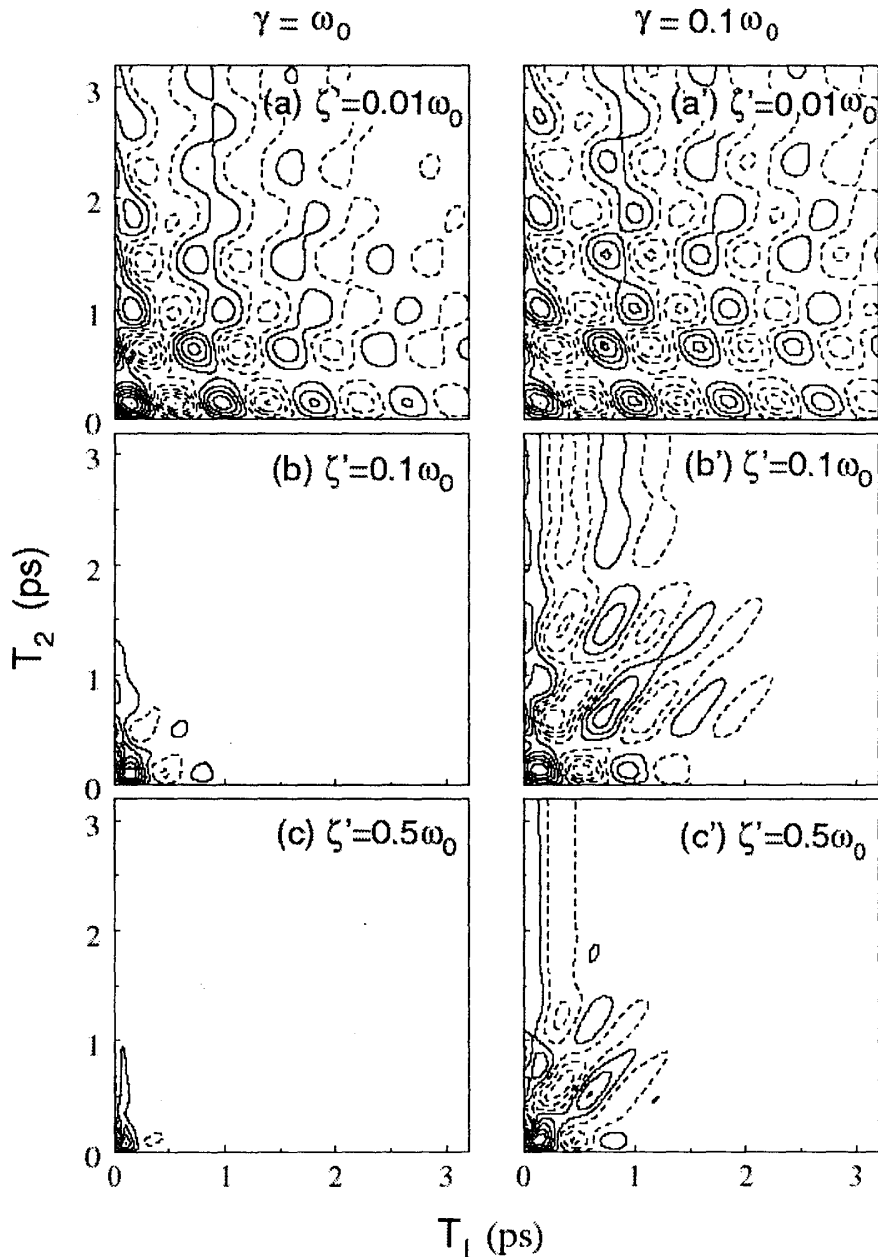 γ = ω₀ γ = 0.1ω₀
3
(a) ζ'=0.01ω₀
(a') ζ'=0.01ω₀
2
1
0
3
(b) ζ'=0.1ω₀
(b') ζ'=0.1ω₀
2
1
0
T₂ (ps)
3
(c) ζ'=0.5ω₀
(c') ζ'=0.5ω₀
2
1
0
0 1 2 3 0 1 2 3
T₁ (ps)